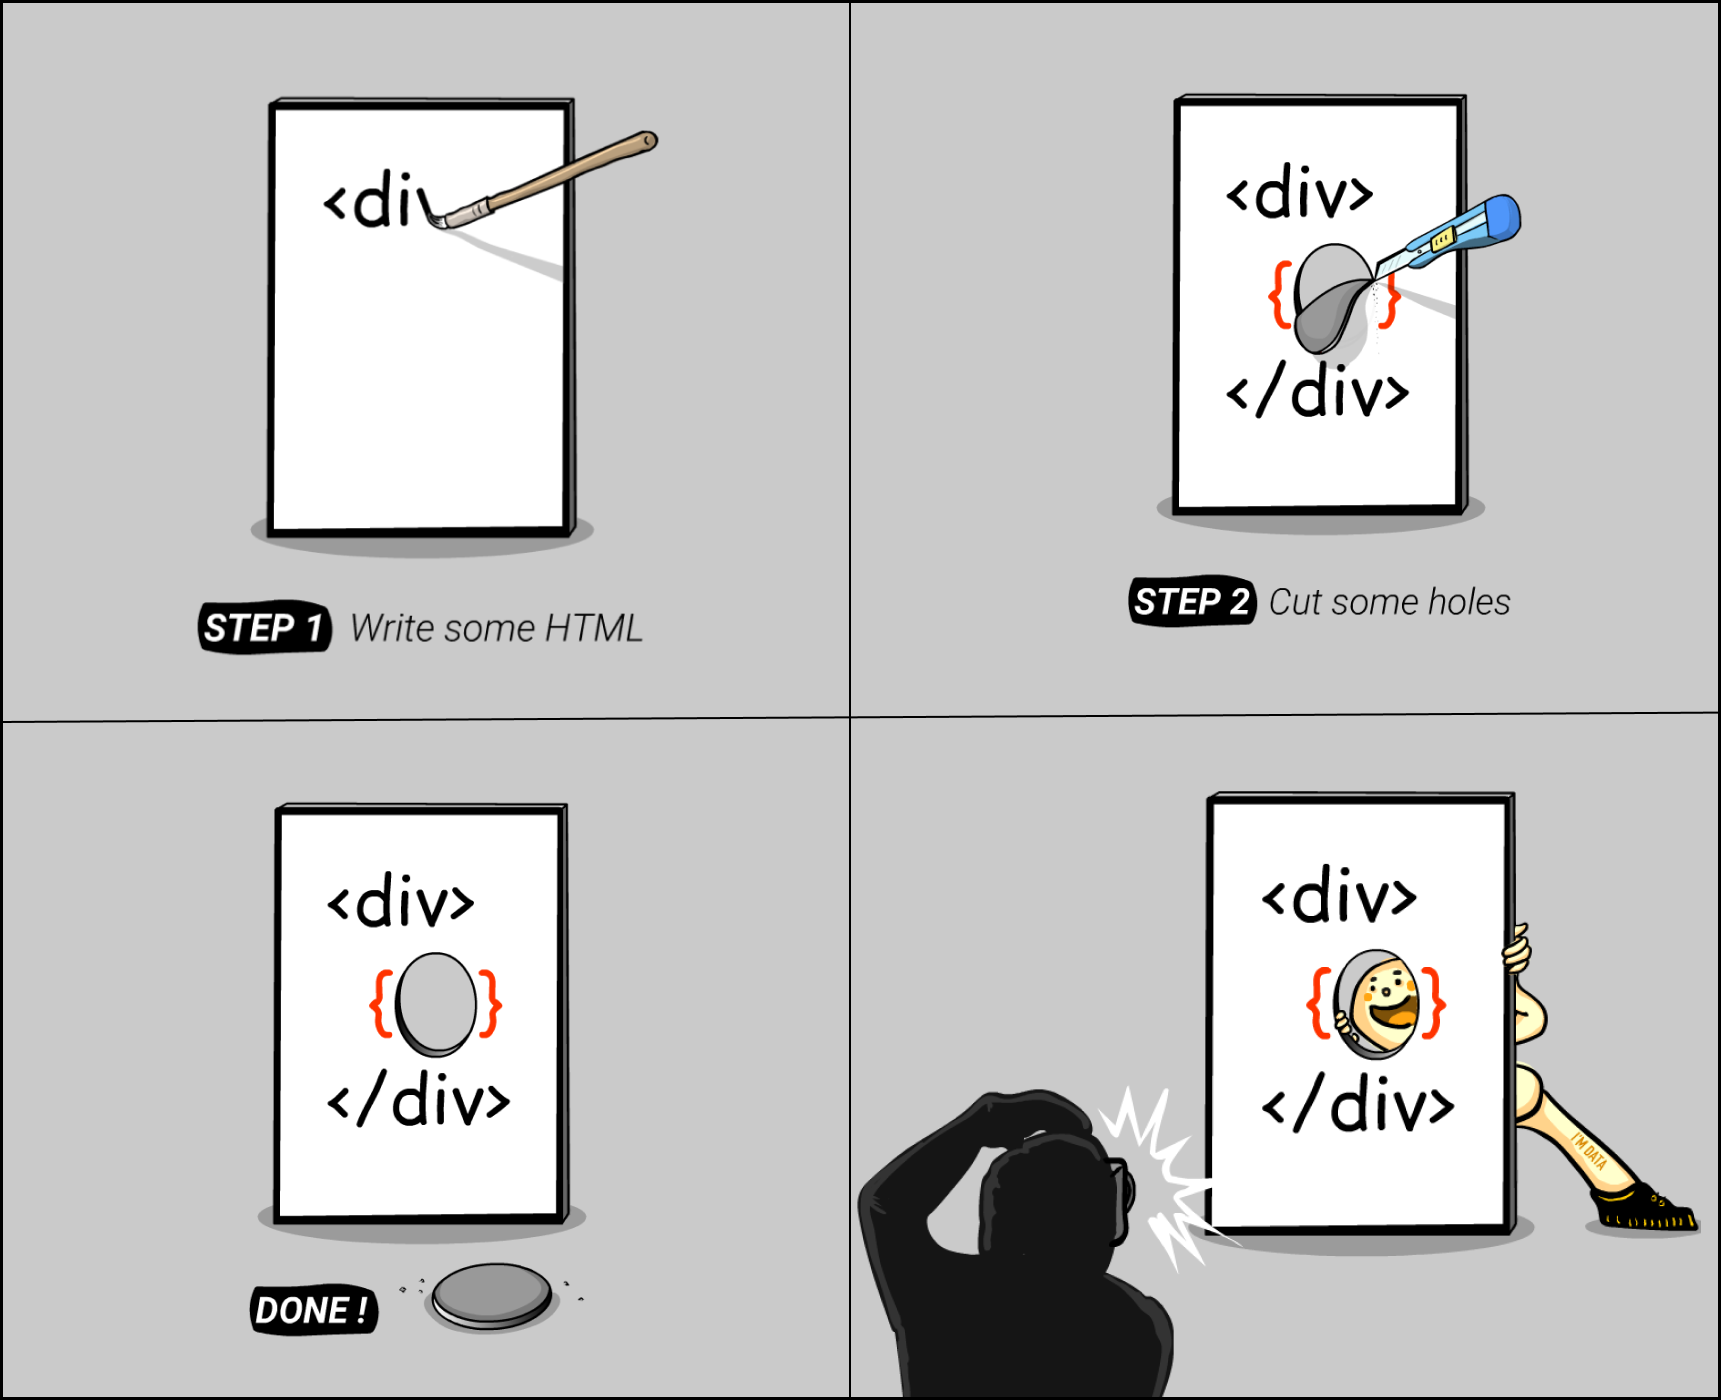 <div
STEP 1 Write some HTML
<div>
{ }
</div>
STEP 2 Cut some holes
<div>
{ }
</div>
DONE !
<div>
{ }
</div>
I'M DATA